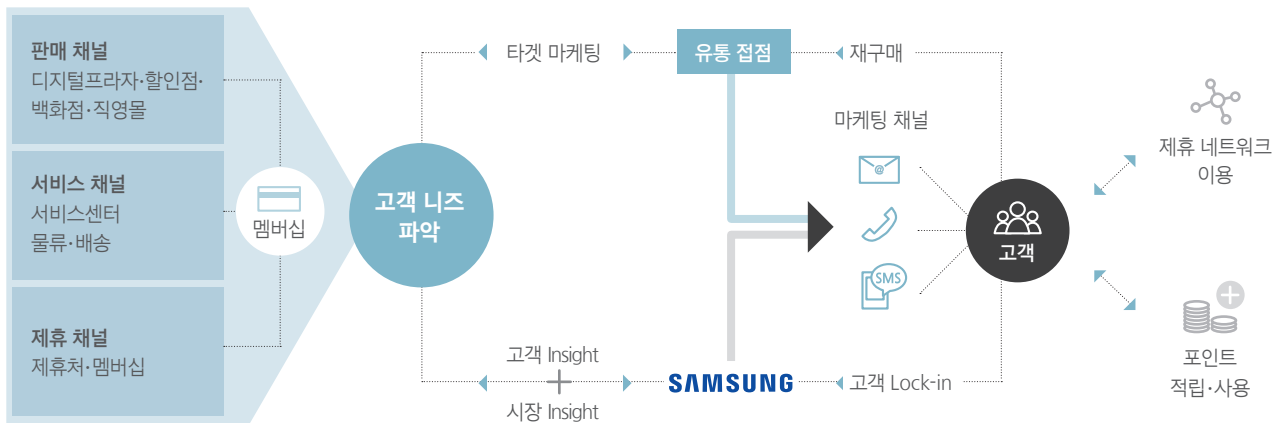 판매 채널
디지털프라자·할인점·
백화점·직영몰
서비스 채널
서비스센터
물류·배송
제휴 채널
제휴처·멤버십
멤버십
고객 니즈
파악
타겟 마케팅
유통 접점
재구매
마케팅 채널
@
SMS
고객
고객 Insight
시장 Insight
SAMSUNG
고객 Lock-in
제휴 네트워크
이용
포인트
적립·사용